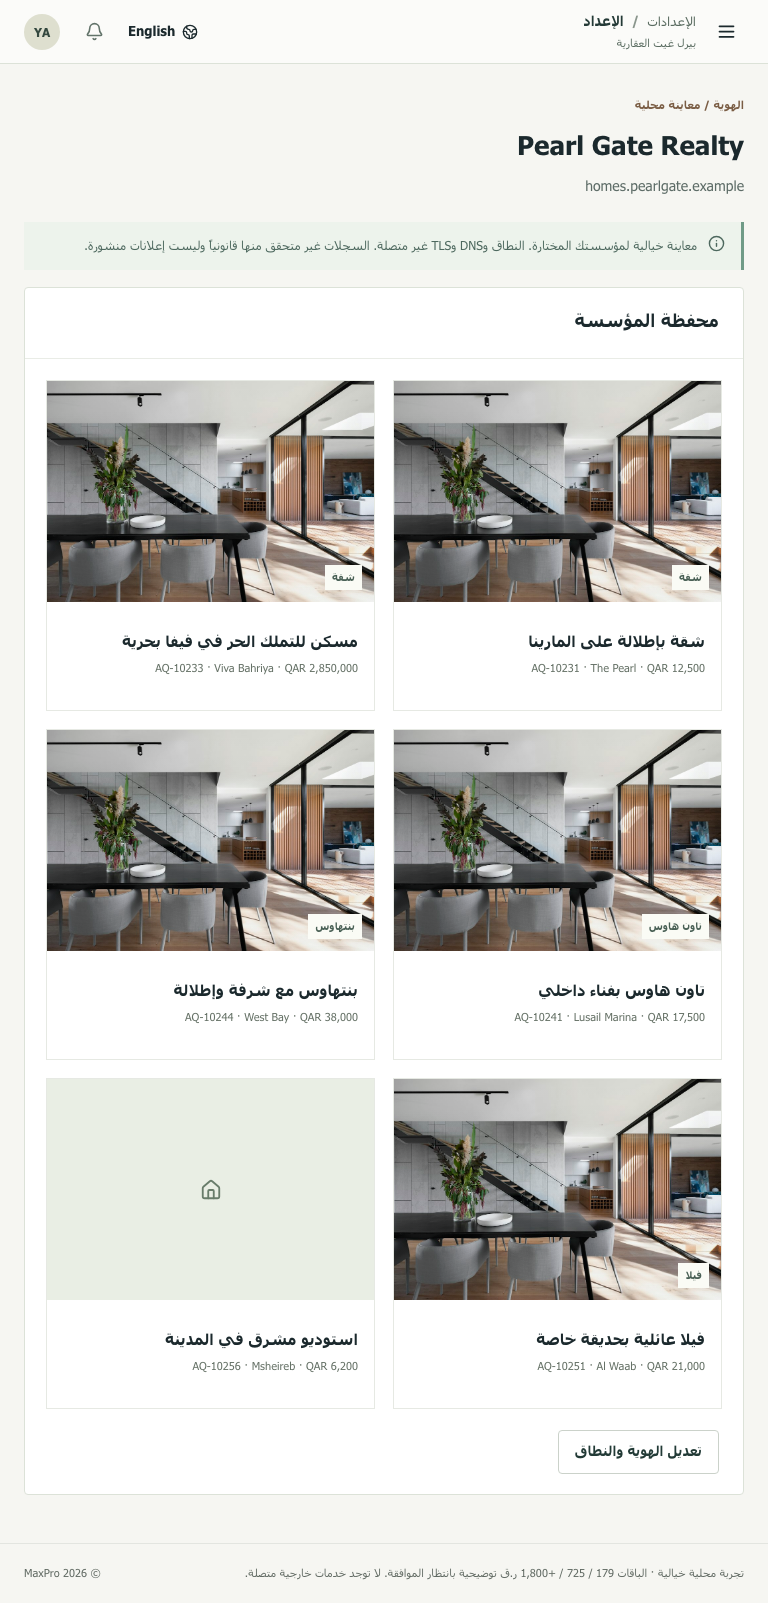 الإعدادات / الإعداد
بيرل غيت العقارية
English
YA
الهوية / معاينة محلية
Pearl Gate Realty
homes.pearlgate.example
معاينة خيالية لمؤسستك المختارة. النطاق وDNS وTLS غير متصلة. السجلات غير متحقق منها قانونياً وليست إعلانات منشورة.
محفظة المؤسسة
شقة
شقة بإطلالة على المارينا
AQ-10231 · The Pearl · QAR 12,500
شقة
مسكن للتملك الحر في فيفا بحرية
AQ-10233 · Viva Bahriya · QAR 2,850,000
تاون هاوس
تاون هاوس بفناء داخلي
AQ-10241 · Lusail Marina · QAR 17,500
بنتهاوس
بنتهاوس مع شرفة وإطلالة
AQ-10244 · West Bay · QAR 38,000
فيلا
فيلا عائلية بحديقة خاصة
AQ-10251 · Al Waab · QAR 21,000
استوديو مشرق في المدينة
AQ-10256 · Msheireb · QAR 6,200
تعديل الهوية والنطاق
تجربة محلية خيالية · الباقات 179 / 725 / +1,800 ر.ق توضيحية بانتظار الموافقة. لا توجد خدمات خارجية متصلة.
© 2026 MaxPro